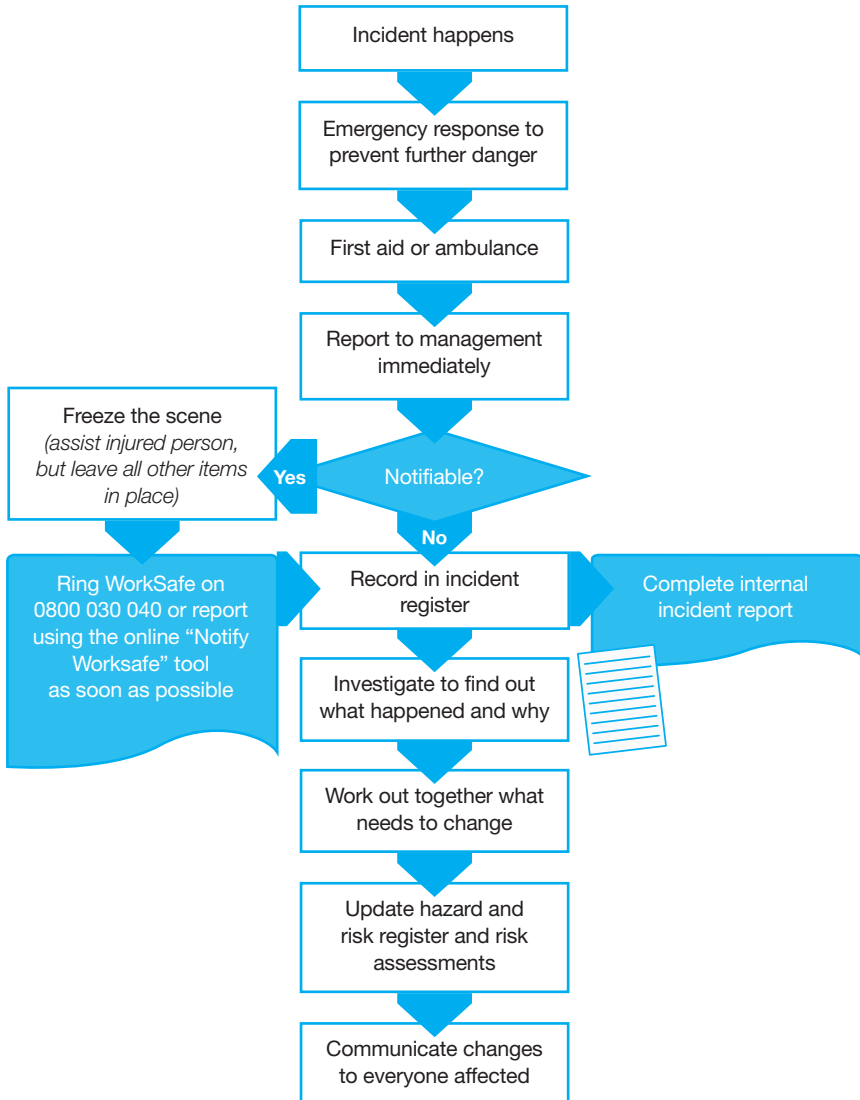 Incident happens
Emergency response to
prevent further danger
First aid or ambulance
Report to management
immediately
Notifiable?
Yes
Freeze the scene
(assist injured person,
but leave all other items
in place)
Ring WorkSafe on
0800 030 040 or report
using the online “Notify
Worksafe” tool
as soon as possible
No
Record in incident
register
Complete internal
incident report
Investigate to find out
what happened and why
Work out together what
needs to change
Update hazard and
risk register and risk
assessments
Communicate changes
to everyone affected